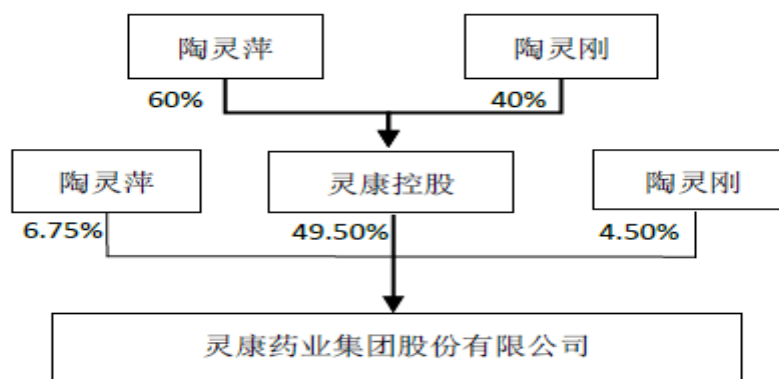 陶灵萍
陶灵刚
60%
40%
陶灵萍
灵康控股
陶灵刚
6.75%
49.50%
4.50%
灵康药业集团股份有限公司